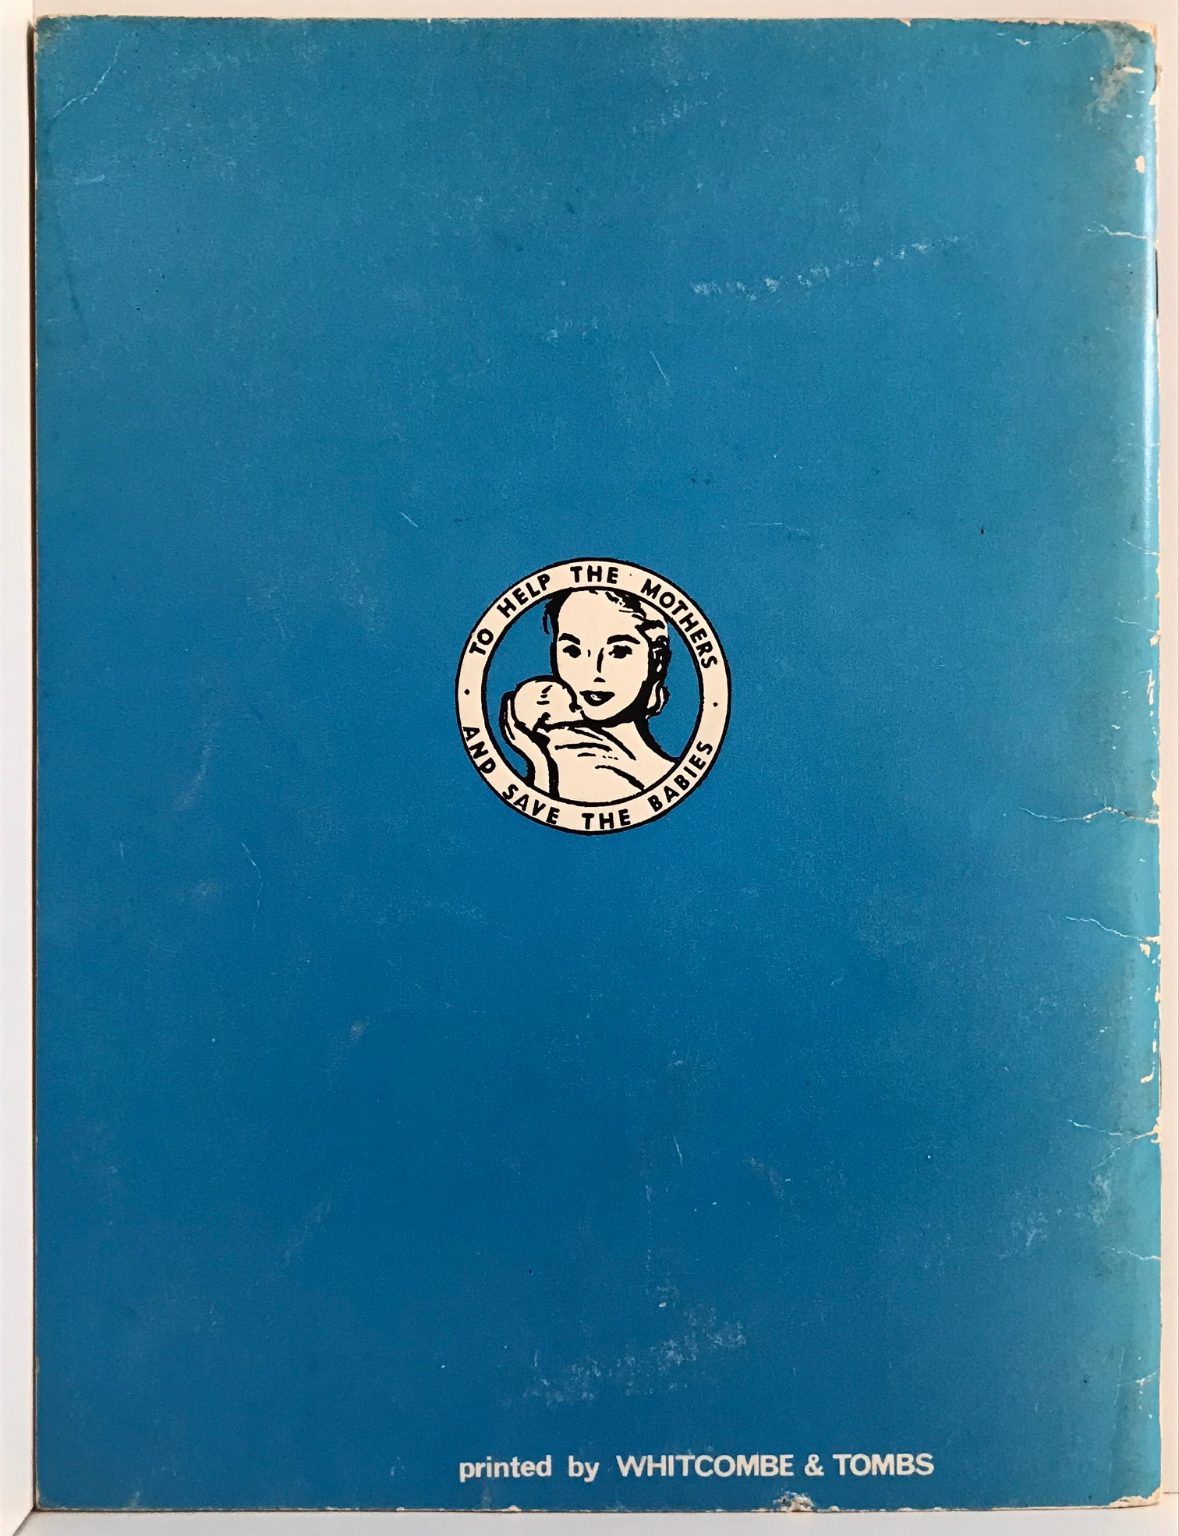 · TO HELP THE MOTHERS ·
AND SAVE THE BABIES
printed by WHITCOMBE & TOMBS